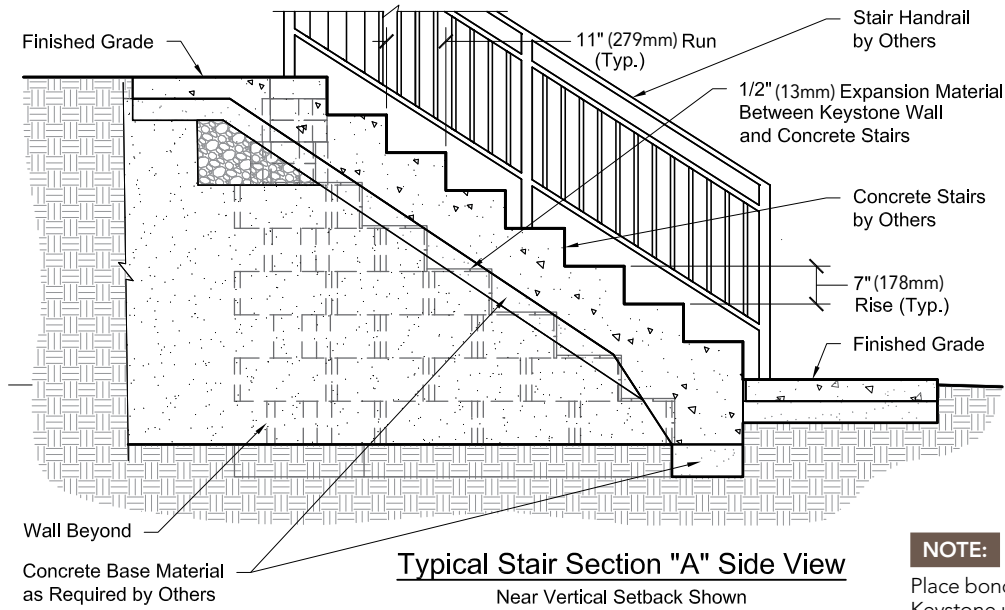 Finished Grade
11" (279mm) Run
(Typ.)
Stair Handrail
by Others
1/2" (13mm) Expansion Material
Between Keystone Wall
and Concrete Stairs
Concrete Stairs
by Others
7" (178mm)
Rise (Typ.)
Finished Grade
Wall Beyond
Concrete Base Material
as Required by Others
Typical Stair Section "A" Side View
Near Vertical Setback Shown
NOTE:
Place bond
Keystone